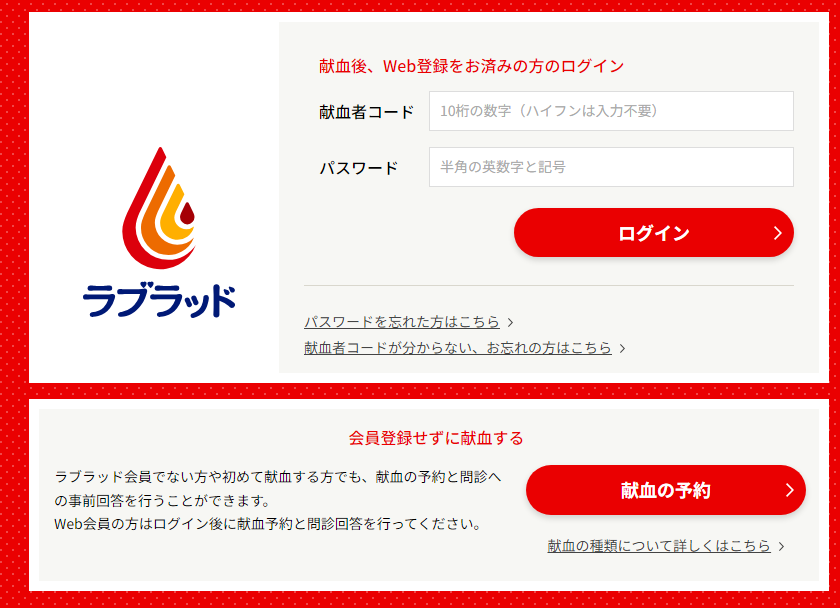 献血後、Web登録をお済みの方のログイン
献血者コード
10桁の数字（ハイフンは入力不要）
パスワード
半角の英数字と記号
ログイン
ラブラッド
パスワードを忘れた方はこちら
献血者コードが分からない、お忘れの方はこちら
会員登録せずに献血する
ラブラッド会員でない方や初めて献血する方でも、献血の予約と問診へ
の事前回答を行うことができます。
Web会員の方はログイン後に献血予約と問診回答を行ってください。
献血の予約
献血の種類について詳しくはこちら